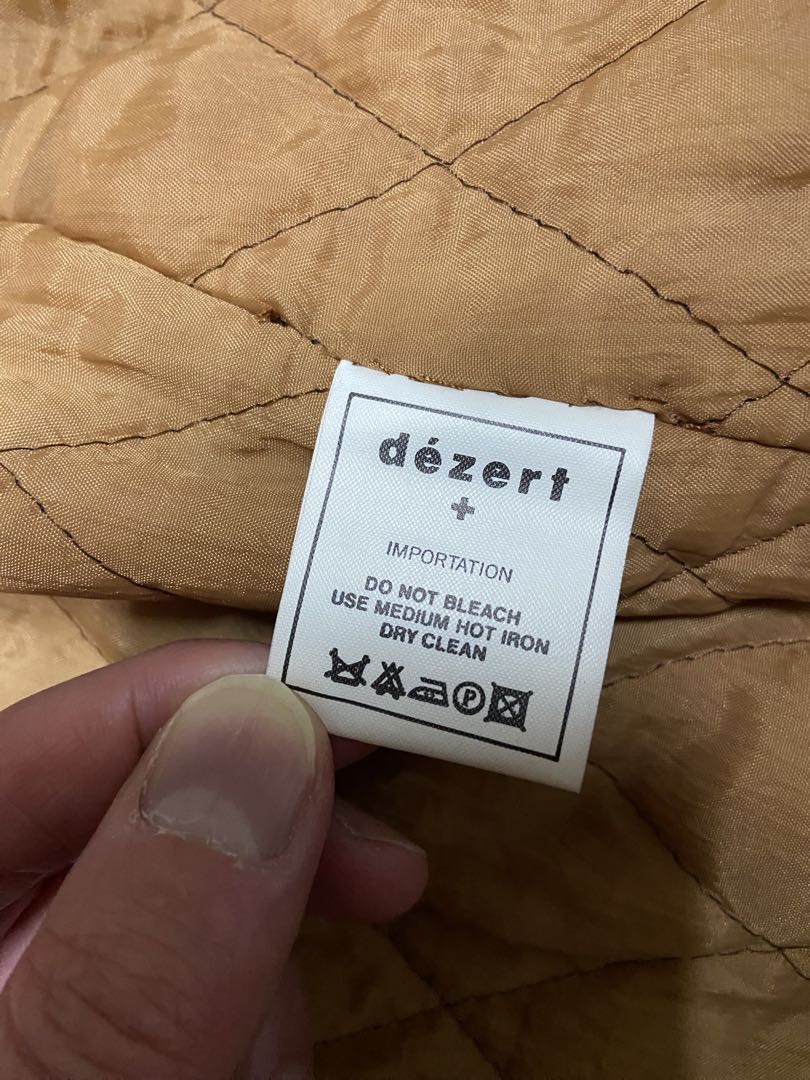 dézert
+
IMPORTATION
DO NOT BLEACH
USE MEDIUM HOT IRON
DRY CLEAN
P